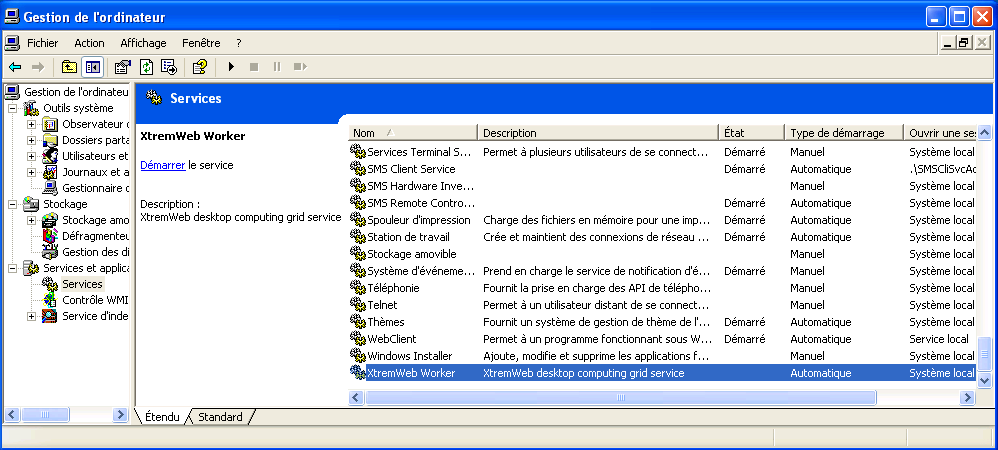 Gestion de l'ordinateur
Fichier Action Affichage Fenêtre ?
Gestion de l'ordinateur
Outils système
Observateur
Dossiers parta
Utilisateurs et
Journaux et a
Gestionnaire
Stockage
Stockage amo
Défragmenteu
Gestion des di
Services et applica
Services
Contrôle WMI
Service d'inde
Services
XtremWeb Worker
Démarrer le service
Description :
XtremWeb desktop computing grid service
Nom Description État Type de démarrage Ouvrir une ses
Services Terminal S... Permet à plusieurs utilisateurs de se connect... Démarré Manuel Système local
SMS Client Service Démarré Automatique .\SMSCliSvcAc
SMS Hardware Inve... Manuel Système local
SMS Remote Contro... Démarré Automatique Système local
Spouleur d'impression Charge des fichiers en mémoire pour une imp... Démarré Automatique Système local
Station de travail Crée et maintient des connexions de réseau ... Démarré Automatique Système local
Stockage amovible Manuel Système local
Système d'événeme... Prend en charge le service de notification d'é... Démarré Manuel Système local
Téléphonie Fournit la prise en charge des API de télépho... Manuel Système local
Telnet Permet à un utilisateur distant de se connect... Manuel Système local
Thèmes Fournit un système de gestion de thème de l'... Démarré Automatique Système local
WebClient Permet à un programme fonctionnant sous W... Démarré Automatique Service local
Windows Installer Ajoute, modifie et supprime les applications f... Manuel Système local
XtremWeb Worker XtremWeb desktop computing grid service Automatique Système local
Étendu Standard